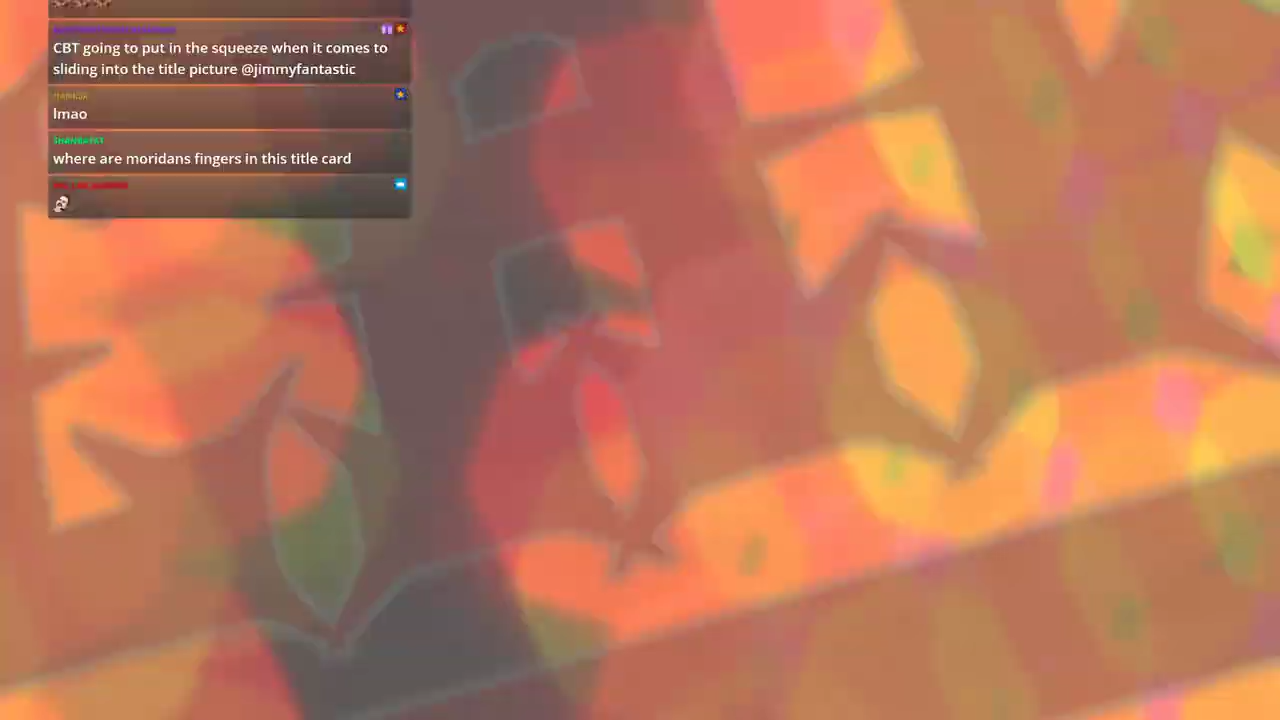 CBT going to put in the squeeze when it comes to
sliding into the title picture @jimmyfantastic
lmao
where are moridans fingers in this title card